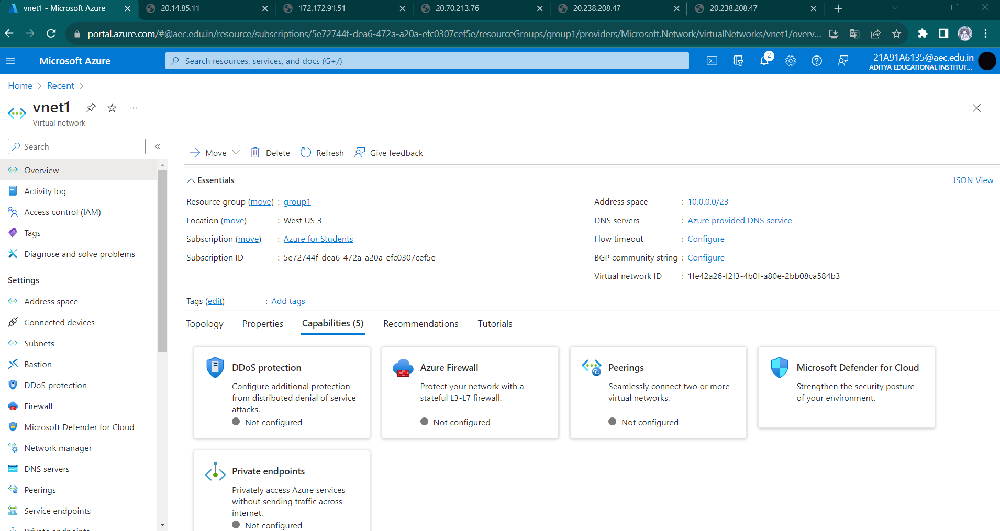 vnet1 - Microsoft Azure
20.14.85.11
172.172.91.51
20.70.213.76
20.238.208.47
20.238.208.47
portal.azure.com/#@aec.edu.in/resource/subscriptions/5e72744f-dea6-472a-a20a-efc0307cef5e/resourceGroups/group1/providers/Microsoft.Network/virtualNetworks/vnet1/overv...
Microsoft Azure
Search resources, services, and docs (G+/)
2
21A91A6135@aec.edu.in
ADITYA EDUCATIONAL INSTITUT...
Home > Recent >
vnet1
Virtual network
Search
Overview
Activity log
Access control (IAM)
Tags
Diagnose and solve problems
Settings
Address space
Connected devices
Subnets
Bastion
DDoS protection
Firewall
Microsoft Defender for Cloud
Network manager
DNS servers
Peerings
Service endpoints
Private endpoints
Move
Delete
Refresh
Give feedback
Essentials
JSON View
Resource group (move) : group1
Location (move) : West US 3
Subscription (move) : Azure for Students
Subscription ID : 5e72744f-dea6-472a-a20a-efc0307cef5e
Address space : 10.0.0.0/23
DNS servers : Azure provided DNS service
Flow timeout : Configure
BGP community string : Configure
Virtual network ID : 1fe42a26-f2f3-4b0f-a80e-2bb08ca584b3
Tags (edit) : Add tags
Topology
Properties
Capabilities (5)
Recommendations
Tutorials
DDoS protection
Configure additional protection
from distributed denial of service
attacks.
Not configured
Azure Firewall
Protect your network with a
stateful L3-L7 firewall.
Not configured
Peerings
Seamlessly connect two or more
virtual networks.
Not configured
Microsoft Defender for Cloud
Strengthen the security posture
of your environment.
Private endpoints
Privately access Azure services
without sending traffic across
internet.
Not configured